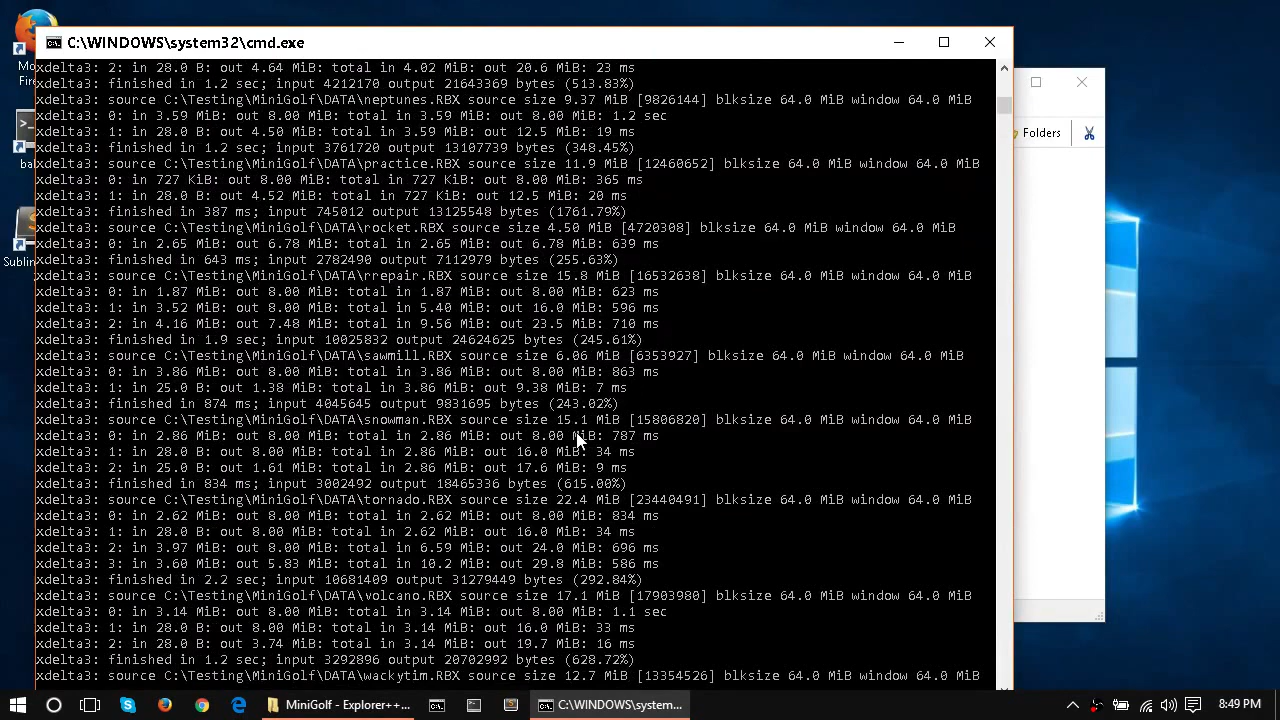 C:\WINDOWS\system32\cmd.exe
xdelta3: 2: in 28.0 B: out 4.64 MiB: total in 4.02 MiB: out 20.6 MiB: 23 ms
xdelta3: finished in 1.2 sec; input 4212170 output 21643369 bytes (513.83%)
xdelta3: source C:\Testing\MiniGolf\DATA\neptunes.RBX source size 9.37 MiB [9826144] blksize 64.0 MiB window 64.0 MiB
xdelta3: 0: in 3.59 MiB: out 8.00 MiB: total in 3.59 MiB: out 8.00 MiB: 1.2 sec
xdelta3: 1: in 28.0 B: out 4.50 MiB: total in 3.59 MiB: out 12.5 MiB: 19 ms
xdelta3: finished in 1.2 sec; input 3761720 output 13107739 bytes (348.45%)
xdelta3: source C:\Testing\MiniGolf\DATA\practice.RBX source size 11.9 MiB [12460652] blksize 64.0 MiB window 64.0 MiB
xdelta3: 0: in 727 KiB: out 8.00 MiB: total in 727 KiB: out 8.00 MiB: 365 ms
xdelta3: 1: in 28.0 B: out 4.52 MiB: total in 727 KiB: out 12.5 MiB: 20 ms
xdelta3: finished in 387 ms; input 745012 output 13125548 bytes (1761.79%)
xdelta3: source C:\Testing\MiniGolf\DATA\rocket.RBX source size 4.50 MiB [4720308] blksize 64.0 MiB window 64.0 MiB
xdelta3: 0: in 2.65 MiB: out 6.78 MiB: total in 2.65 MiB: out 6.78 MiB: 639 ms
xdelta3: finished in 643 ms; input 2782490 output 7112979 bytes (255.63%)
xdelta3: source C:\Testing\MiniGolf\DATA\rrepair.RBX source size 15.8 MiB [16532638] blksize 64.0 MiB window 64.0 MiB
xdelta3: 0: in 1.87 MiB: out 8.00 MiB: total in 1.87 MiB: out 8.00 MiB: 623 ms
xdelta3: 1: in 3.52 MiB: out 8.00 MiB: total in 5.40 MiB: out 16.0 MiB: 596 ms
xdelta3: 2: in 4.16 MiB: out 7.48 MiB: total in 9.56 MiB: out 23.5 MiB: 710 ms
xdelta3: finished in 1.9 sec; input 10025832 output 24624625 bytes (245.61%)
xdelta3: source C:\Testing\MiniGolf\DATA\sawmill.RBX source size 6.06 MiB [6353927] blksize 64.0 MiB window 64.0 MiB
xdelta3: 0: in 3.86 MiB: out 8.00 MiB: total in 3.86 MiB: out 8.00 MiB: 863 ms
xdelta3: 1: in 25.0 B: out 1.38 MiB: total in 3.86 MiB: out 9.38 MiB: 7 ms
xdelta3: finished in 874 ms; input 4045645 output 9831695 bytes (243.02%)
xdelta3: source C:\Testing\MiniGolf\DATA\snowman.RBX source size 15.1 MiB [15806820] blksize 64.0 MiB window 64.0 MiB
xdelta3: 0: in 2.86 MiB: out 8.00 MiB: total in 2.86 MiB: out 8.00 MiB: 787 ms
xdelta3: 1: in 28.0 B: out 8.00 MiB: total in 2.86 MiB: out 16.0 MiB: 34 ms
xdelta3: 2: in 25.0 B: out 1.61 MiB: total in 2.86 MiB: out 17.6 MiB: 9 ms
xdelta3: finished in 834 ms; input 3002492 output 18465336 bytes (615.00%)
xdelta3: source C:\Testing\MiniGolf\DATA\tornado.RBX source size 22.4 MiB [23440491] blksize 64.0 MiB window 64.0 MiB
xdelta3: 0: in 2.62 MiB: out 8.00 MiB: total in 2.62 MiB: out 8.00 MiB: 834 ms
xdelta3: 1: in 28.0 B: out 8.00 MiB: total in 2.62 MiB: out 16.0 MiB: 34 ms
xdelta3: 2: in 3.97 MiB: out 8.00 MiB: total in 6.59 MiB: out 24.0 MiB: 696 ms
xdelta3: 3: in 3.60 MiB: out 5.83 MiB: total in 10.2 MiB: out 29.8 MiB: 586 ms
xdelta3: finished in 2.2 sec; input 10681409 output 31279449 bytes (292.84%)
xdelta3: source C:\Testing\MiniGolf\DATA\volcano.RBX source size 17.1 MiB [17903980] blksize 64.0 MiB window 64.0 MiB
xdelta3: 0: in 3.14 MiB: out 8.00 MiB: total in 3.14 MiB: out 8.00 MiB: 1.1 sec
xdelta3: 1: in 28.0 B: out 8.00 MiB: total in 3.14 MiB: out 16.0 MiB: 33 ms
xdelta3: 2: in 28.0 B: out 3.74 MiB: total in 3.14 MiB: out 19.7 MiB: 16 ms
xdelta3: finished in 1.2 sec; input 3292896 output 20702992 bytes (628.72%)
xdelta3: source C:\Testing\MiniGolf\DATA\wackytim.RBX source size 12.7 MiB [13354526] blksize 64.0 MiB window 64.0 MiB
Folders
Mo
Fire
ba
Sublin
MiniGolf - Explorer++...
C:\WINDOWS\system...
8:49 PM